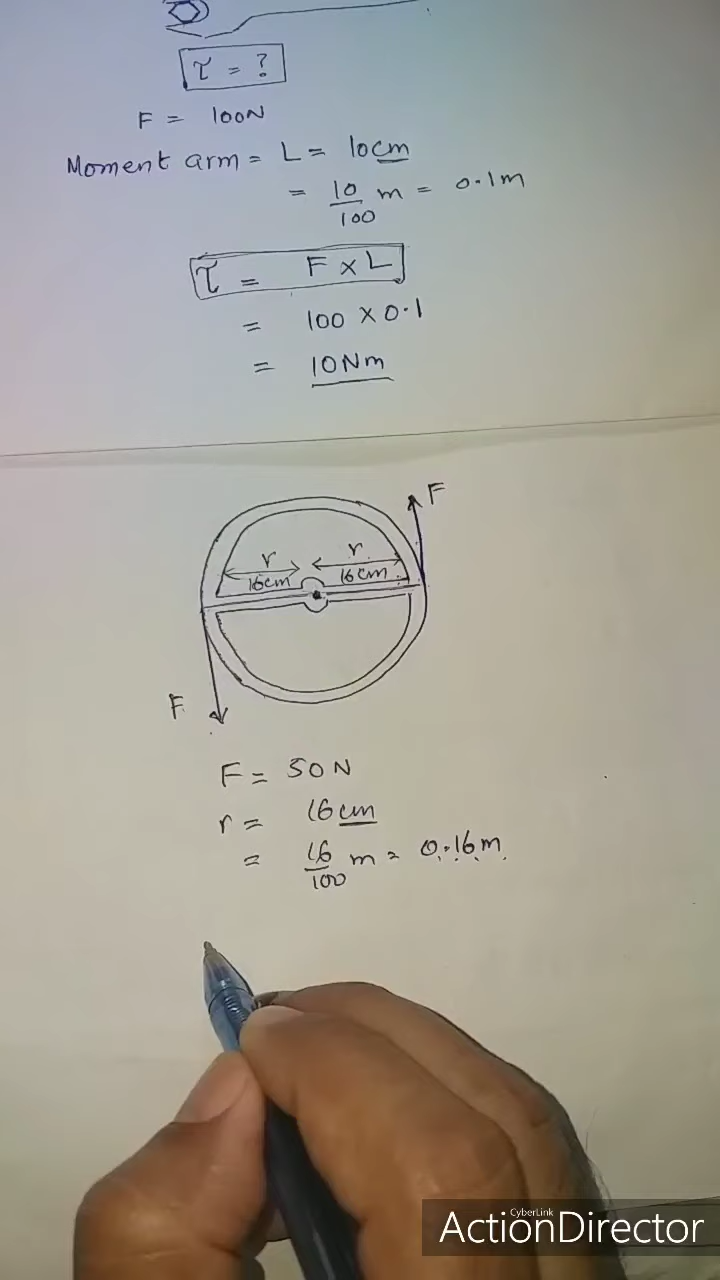 τ = ?
F = 100N
Moment arm = L = 10cm
= 10/100 m = 0.1m
τ = F × L
= 100 × 0.1
= 10Nm
F
r r
16cm 16cm
F
F = 50N
r = 16cm
= 16/100 m = 0.16m
CyberLink
ActionDirector